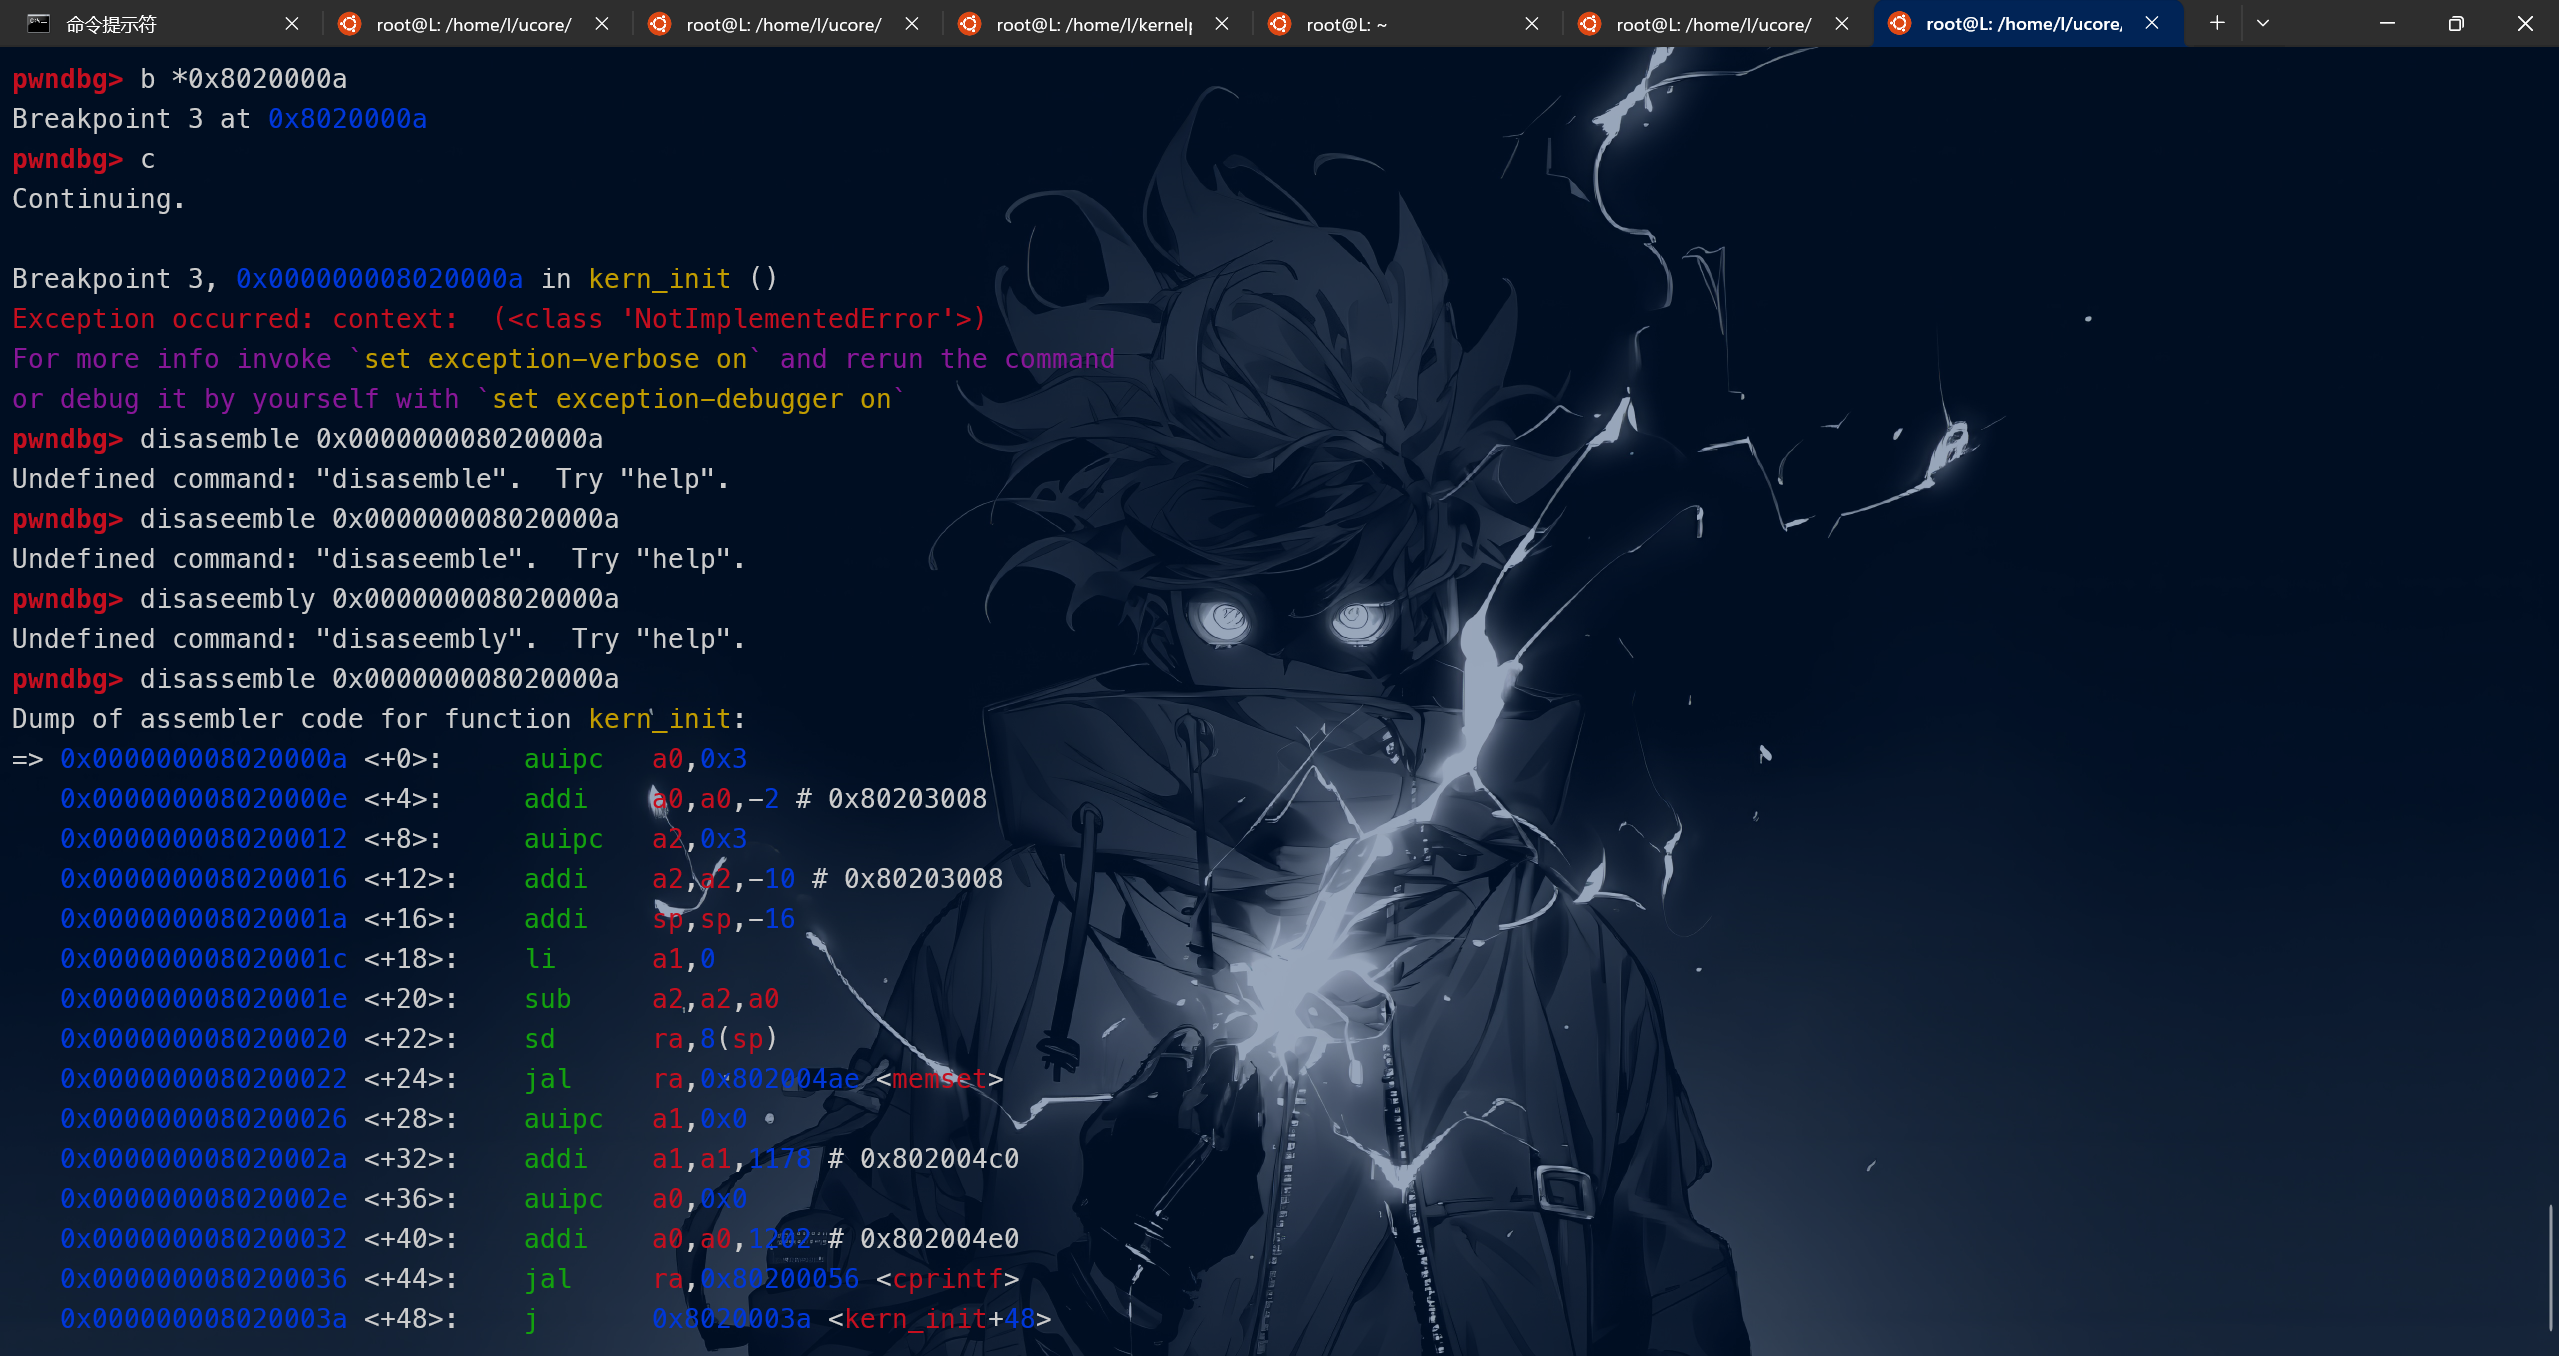 命令提示符
root@L: /home/l/ucore/
root@L: /home/l/ucore/
root@L: /home/l/kernel
root@L: ~
root@L: /home/l/ucore/
root@L: /home/l/ucore,
pwndbg> b *0x8020000a
Breakpoint 3 at 0x8020000a
pwndbg> c
Continuing.
Breakpoint 3, 0x000000008020000a in kern_init ()
Exception occurred: context:  (<class 'NotImplementedError'>)
For more info invoke `set exception-verbose on` and rerun the command
or debug it by yourself with `set exception-debugger on`
pwndbg> disasemble 0x000000008020000a
Undefined command: "disasemble".  Try "help".
pwndbg> disaseemble 0x000000008020000a
Undefined command: "disaseemble".  Try "help".
pwndbg> disaseembly 0x000000008020000a
Undefined command: "disaseembly".  Try "help".
pwndbg> disassemble 0x000000008020000a
Dump of assembler code for function kern_init:
=> 0x000000008020000a <+0>:     auipc   a0,0x3
   0x000000008020000e <+4>:     addi    a0,a0,-2 # 0x80203008
   0x0000000080200012 <+8>:     auipc   a2,0x3
   0x0000000080200016 <+12>:    addi    a2,a2,-10 # 0x80203008
   0x000000008020001a <+16>:    addi    sp,sp,-16
   0x000000008020001c <+18>:    li      a1,0
   0x000000008020001e <+20>:    sub     a2,a2,a0
   0x0000000080200020 <+22>:    sd      ra,8(sp)
   0x0000000080200022 <+24>:    jal     ra,0x802004ae <memset>
   0x0000000080200026 <+28>:    auipc   a1,0x0
   0x000000008020002a <+32>:    addi    a1,a1,1178 # 0x802004c0
   0x000000008020002e <+36>:    auipc   a0,0x0
   0x0000000080200032 <+40>:    addi    a0,a0,1202 # 0x802004e0
   0x0000000080200036 <+44>:    jal     ra,0x80200056 <cprintf>
   0x000000008020003a <+48>:    j       0x8020003a <kern_init+48>